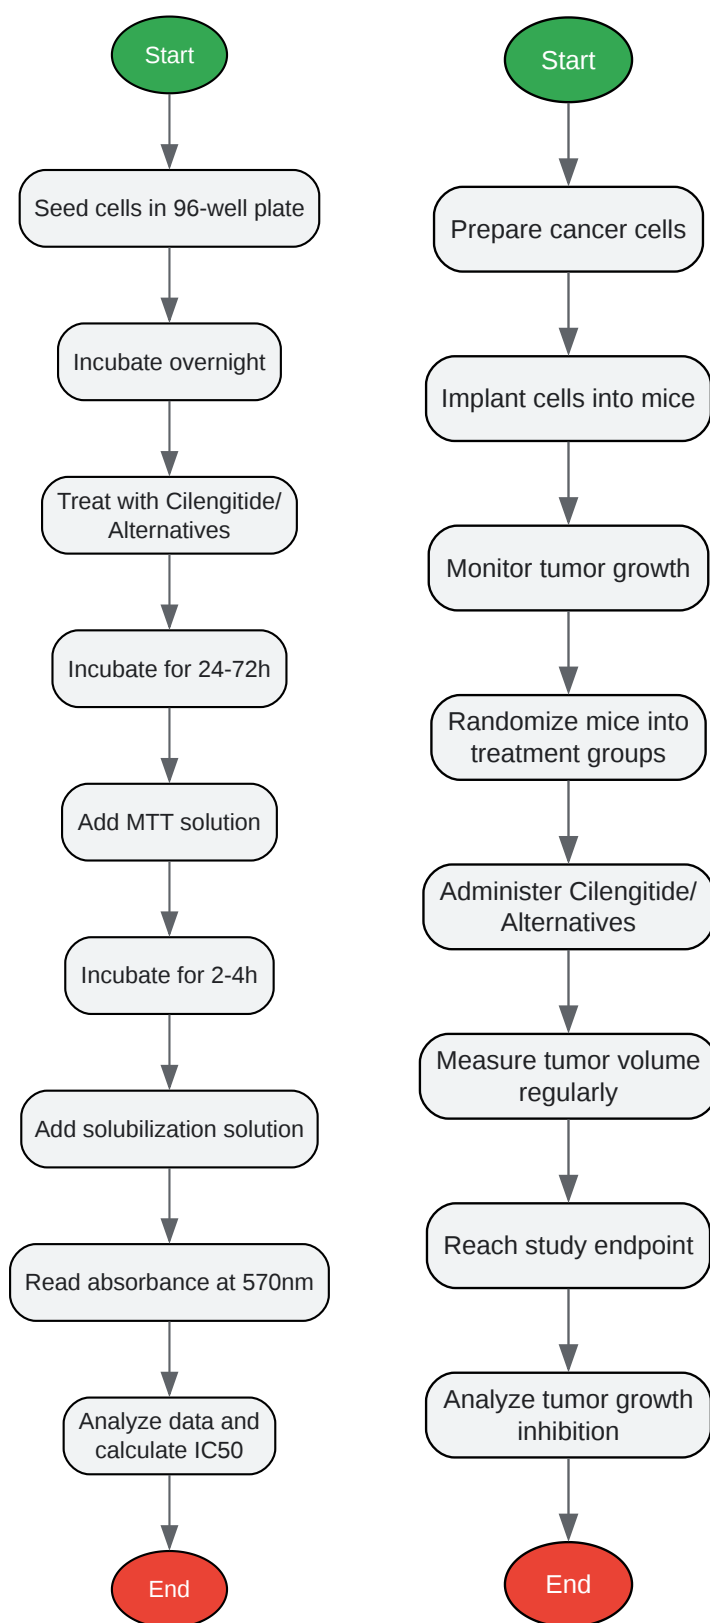 Start
Seed cells in 96-well plate
Incubate overnight
Treat with Cilengitide/
Alternatives
Incubate for 24-72h
Add MTT solution
Incubate for 2-4h
Add solubilization solution
Read absorbance at 570nm
Analyze data and
calculate IC50
End
Start
Prepare cancer cells
Implant cells into mice
Monitor tumor growth
Randomize mice into
treatment groups
Administer Cilengitide/
Alternatives
Measure tumor volume
regularly
Reach study endpoint
Analyze tumor growth
inhibition
End